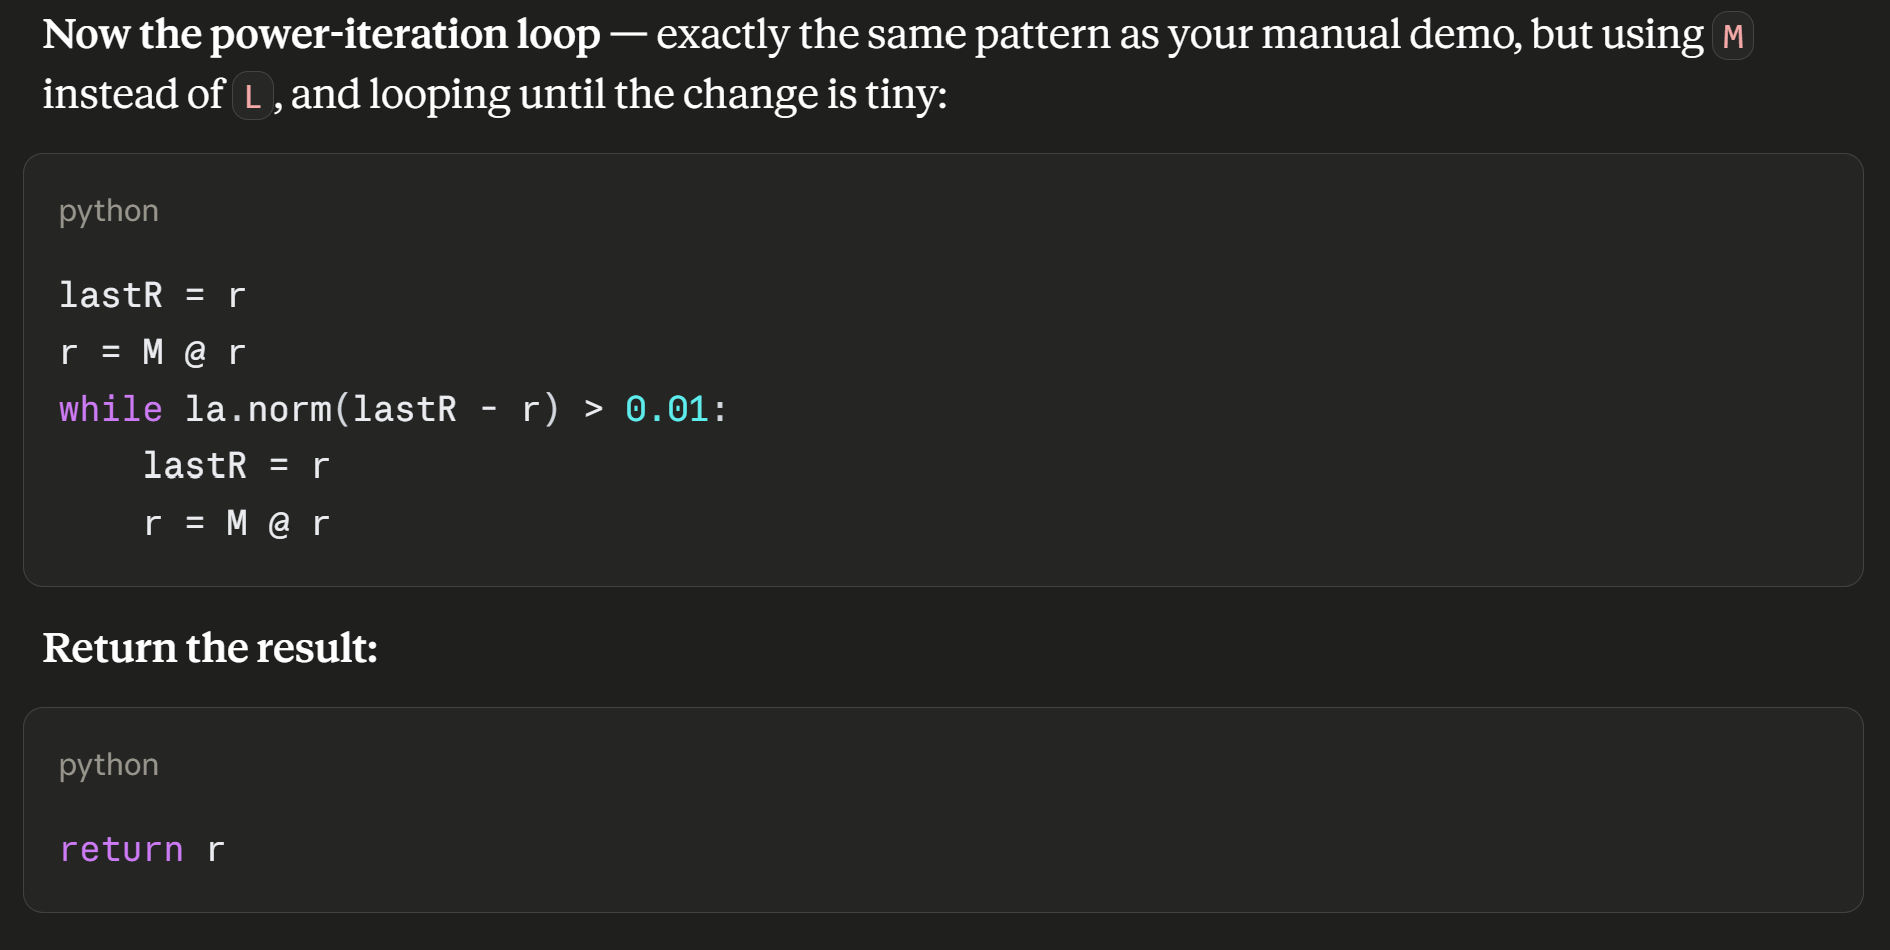 Now the power-iteration loop — exactly the same pattern as your manual demo, but using M
instead of L, and looping until the change is tiny:
python
lastR = r
r = M @ r
while la.norm(lastR - r) > 0.01:
    lastR = r
    r = M @ r
Return the result:
python
return r